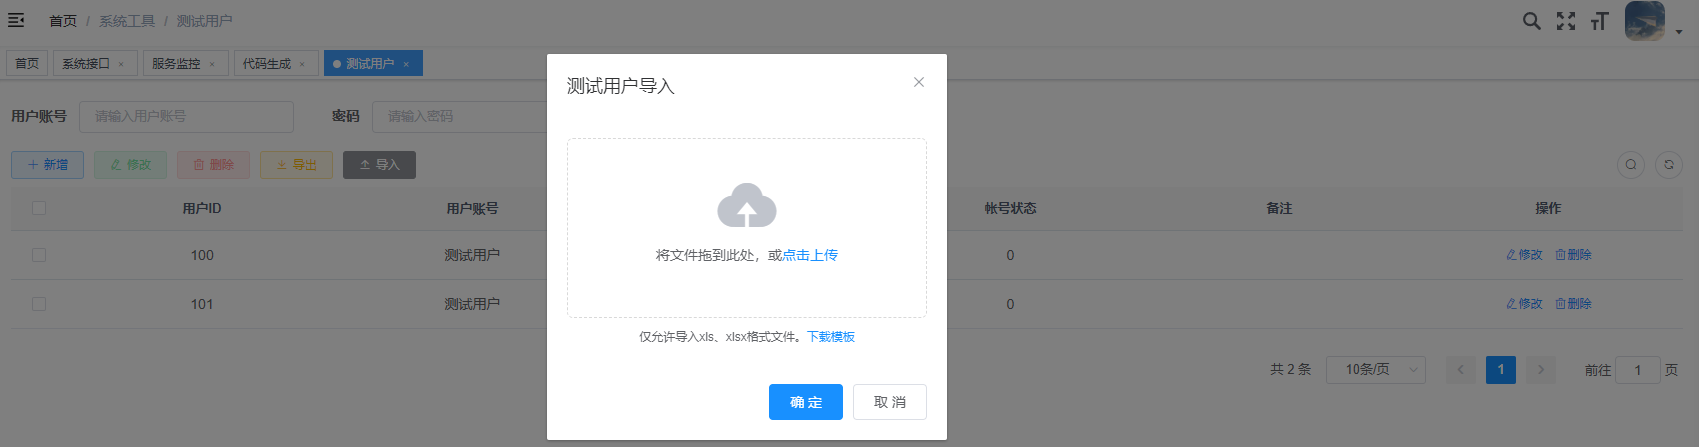 首页 / 系统工具 / 测试用户
首页 系统接口 × 服务监控 × 代码生成 × 测试用户 ×
测试用户导入
用户账号 请输入用户账号 密码 请输入密码
+ 新增 修改 删除 导出 导入
用户ID 用户账号 帐号状态 备注 操作
100 测试用户 0 修改 删除
101 测试用户 0 修改 删除
将文件拖到此处，或点击上传
仅允许导入xls、xlsx格式文件。下载模板
确 定 取 消
共 2 条 10条/页 1 前往 1 页